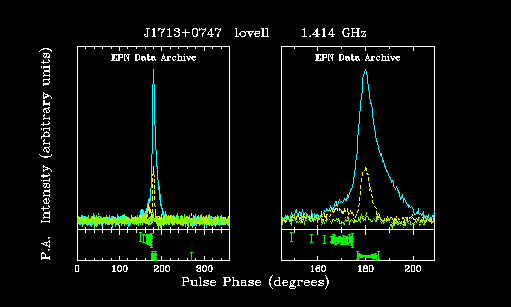 J1713+0747 lovell 1.414 GHz
EPN Data Archive EPN Data Archive
P.A. Intensity (arbitrary units)
0 100 200 300 160 180 200
Pulse Phase (degrees)